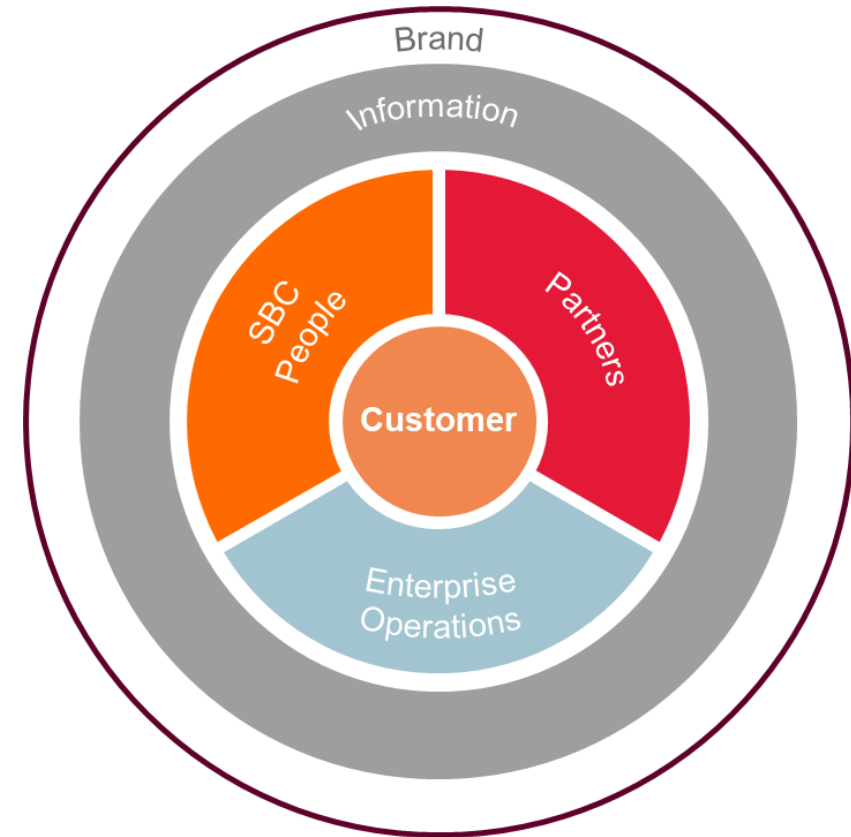 Brand
Information
SBC
People
Partners
Customer
Enterprise
Operations